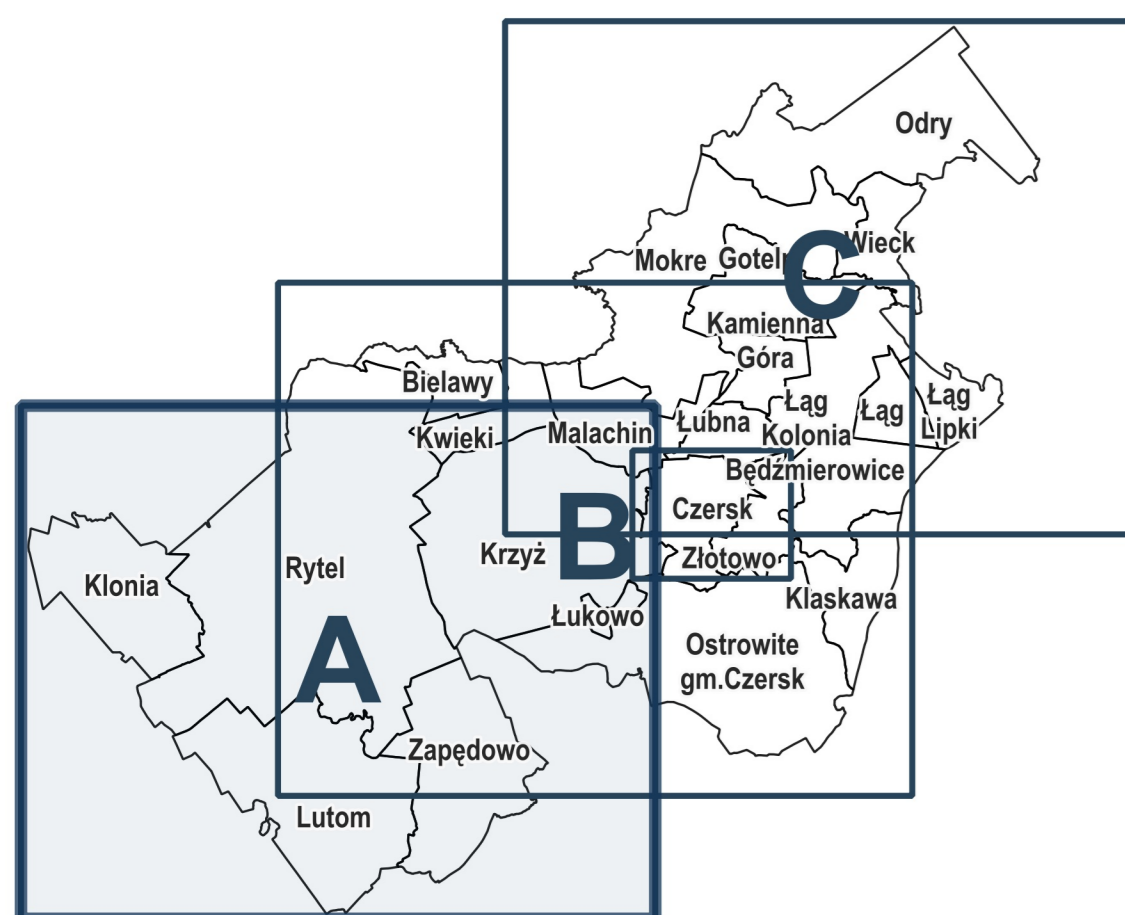 Odry
Wieck
Mokre
Gotelp
C
Kamienna
Góra
Bielawy
Łąg
Łąg
Lipki
Łąg
Kolonia
Łubna
Kwieki
Malachin
Będźmierowice
Czersk
B
Krzyż
Złotowo
Rytel
Klonia
Klaskawa
Łukowo
A
Ostrowite
gm.Czersk
Zapędowo
Lutom